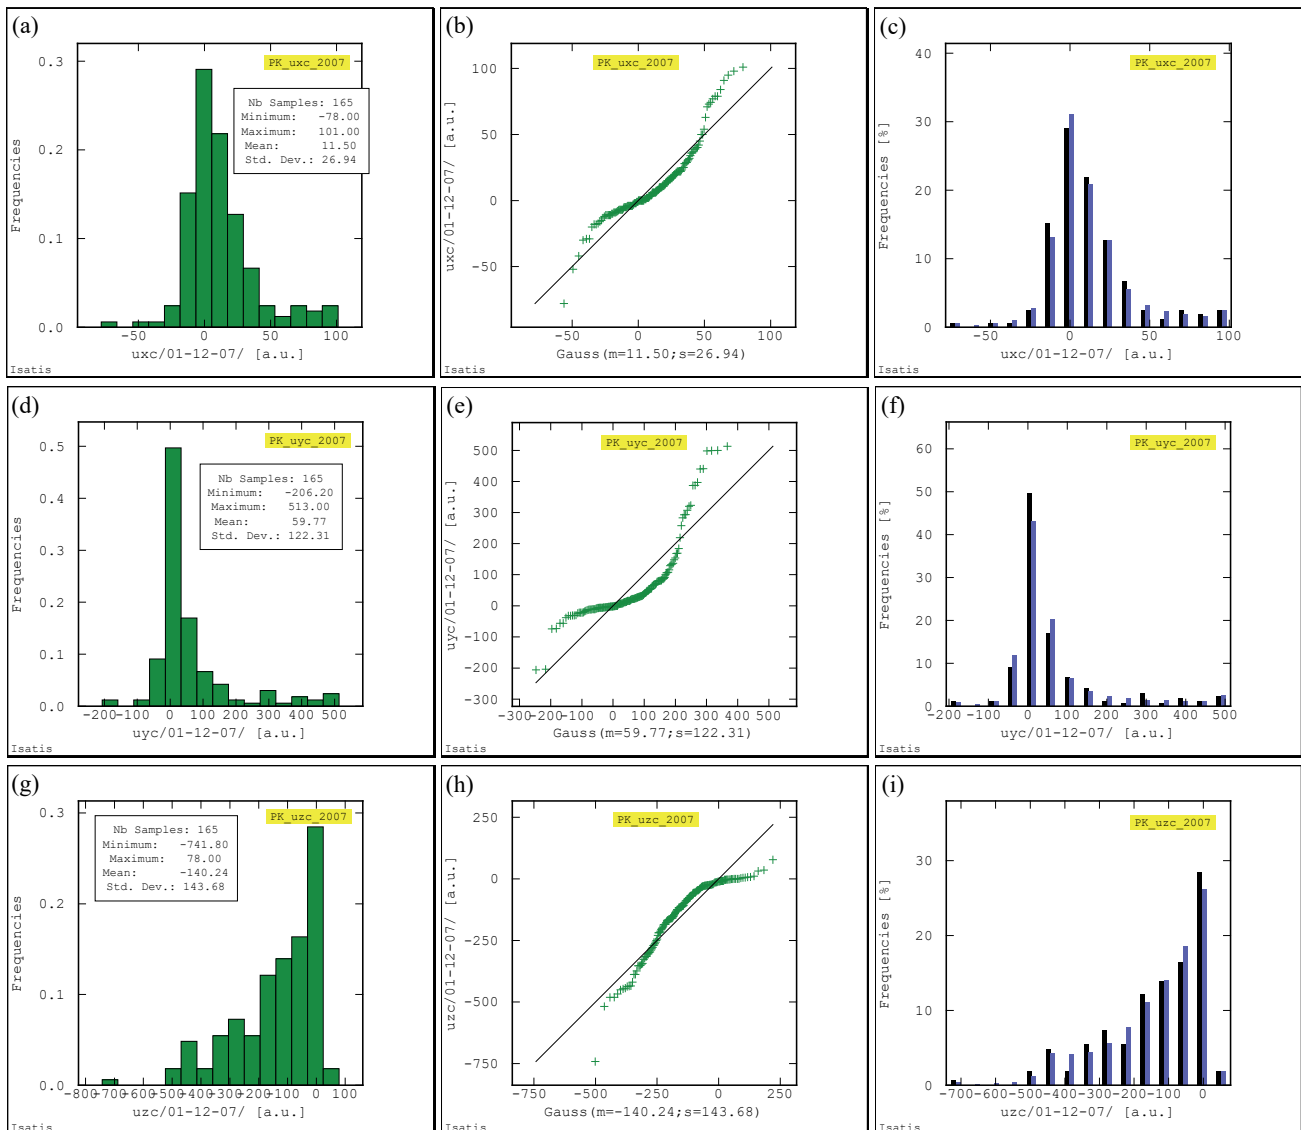 (a)
PK_uxc_2007
Nb Samples: 165
Minimum: -78.00
Maximum: 101.00
Mean: 11.50
Std. Dev.: 26.94
0.3
0.2
0.1
0.0
Frequencies
-50 0 50 100
uxc/01-12-07/ [a.u.]
Isatis
(b)
PK_uxc_2007
100
50
0
-50
uxc/01-12-07/ [a.u.]
-50 0 50 100
Gauss(m=11.50;s=26.94)
Isatis
(c)
PK_uxc_2007
40
30
20
10
0
Frequencies [%]
-50 0 50 100
uxc/01-12-07/ [a.u.]
Isatis
(d)
PK_uyc_2007
Nb Samples: 165
Minimum: -206.20
Maximum: 513.00
Mean: 59.77
Std. Dev.: 122.31
0.5
0.4
0.3
0.2
0.1
0.0
Frequencies
-200 -100 0 100 200 300 400 500
uyc/01-12-07/ [a.u.]
Isatis
(e)
PK_uyc_2007
500
400
300
200
100
0
-100
-200
-300
uyc/01-12-07/ [a.u.]
-300 -200 -100 0 100 200 300 400 500
Gauss(m=59.77;s=122.31)
Isatis
(f)
PK_uyc_2007
60
50
40
30
20
10
0
Frequencies [%]
-200 -100 0 100 200 300 400 500
uyc/01-12-07/ [a.u.]
Isatis
(g)
PK_uzc_2007
Nb Samples: 165
Minimum: -741.80
Maximum: 78.00
Mean: -140.24
Std. Dev.: 143.68
0.3
0.2
0.1
0.0
Frequencies
-800 -700 -600 -500 -400 -300 -200 -100 0 100
uzc/01-12-07/ [a.u.]
Isatis
(h)
PK_uzc_2007
250
0
-250
-500
-750
uzc/01-12-07/ [a.u.]
-750 -500 -250 0 250
Gauss(m=-140.24;s=143.68)
Isatis
(i)
PK_uzc_2007
30
20
10
0
Frequencies [%]
-700 -600 -500 -400 -300 -200 -100 0
uzc/01-12-07/ [a.u.]
Isatis